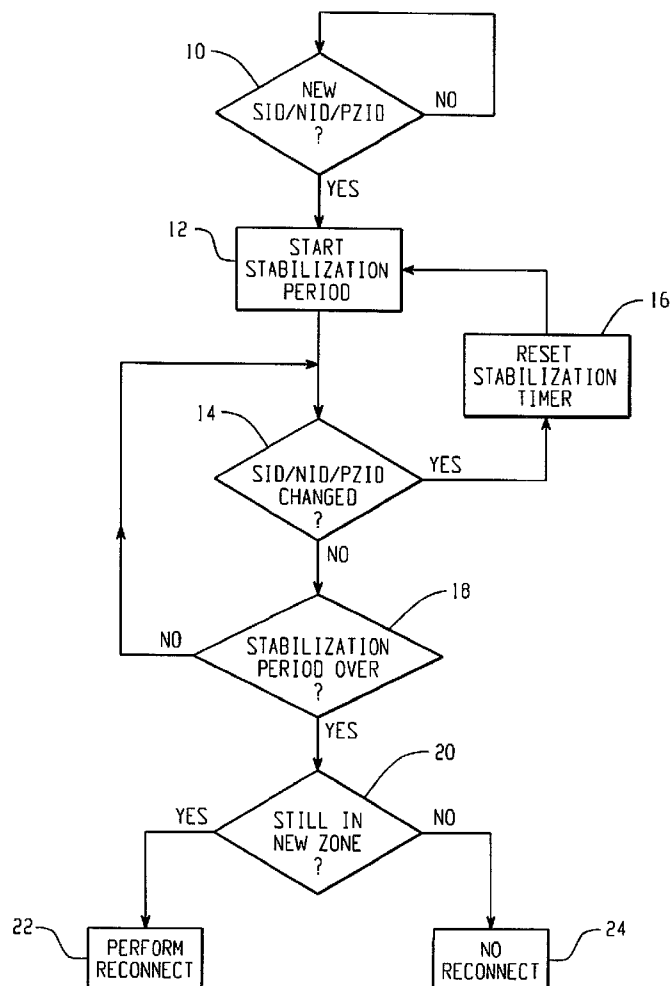 10
NEW
SID/NID/PZID
?
NO
YES
12
START
STABILIZATION
PERIOD
16
RESET
STABILIZATION
TIMER
14
SID/NID/PZID
CHANGED
?
YES
NO
18
STABILIZATION
PERIOD OVER
?
NO
YES
20
STILL IN
NEW ZONE
?
YES
NO
22
PERFORM
RECONNECT
NO
RECONNECT
24